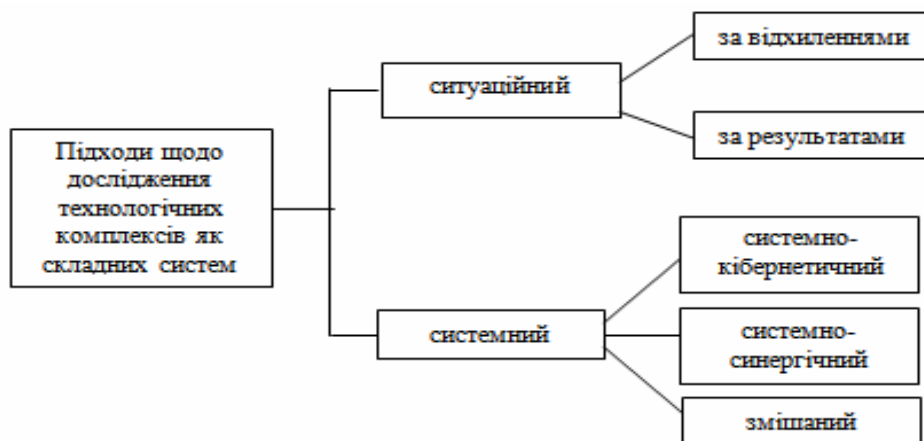 Підходи щодо
дослідження
технологічних
комплексів як
складних систем
ситуаційний
за відхиленнями
за результатами
системний
системно-
кібернетичний
системно-
синергічний
змішаний